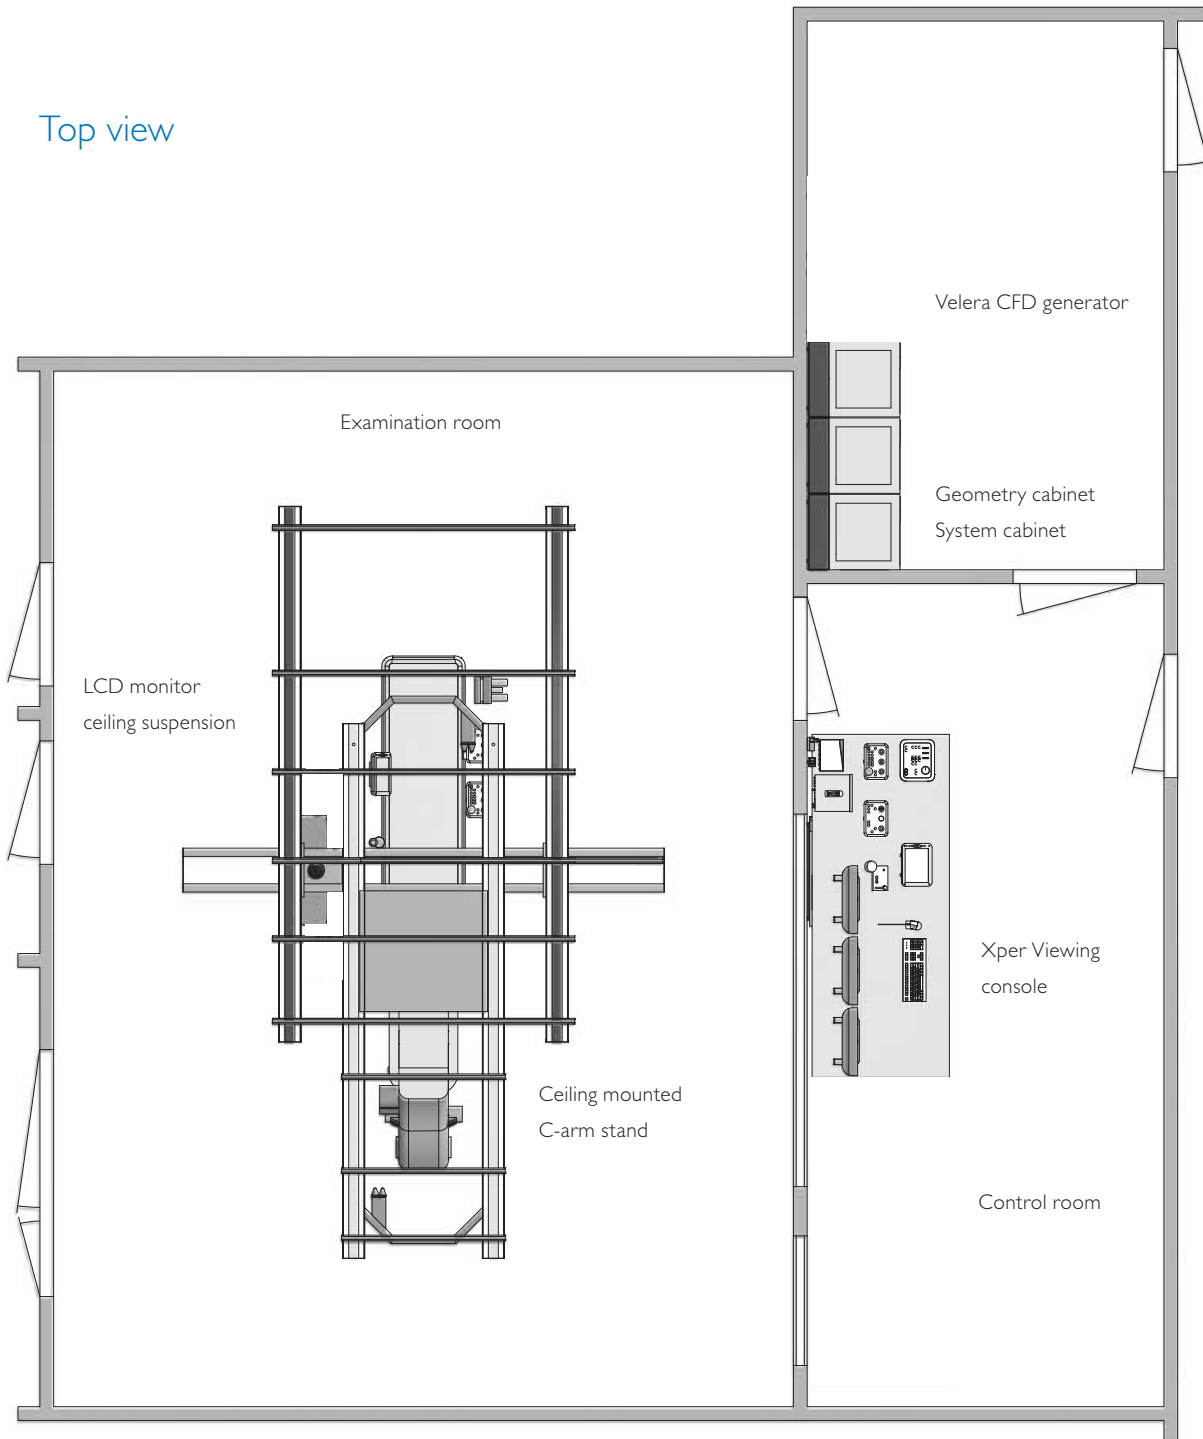 Top view
Velera CFD generator
Examination room
Geometry cabinet
System cabinet
LCD monitor
ceiling suspension
Xper Viewing
console
Ceiling mounted
C-arm stand
Control room